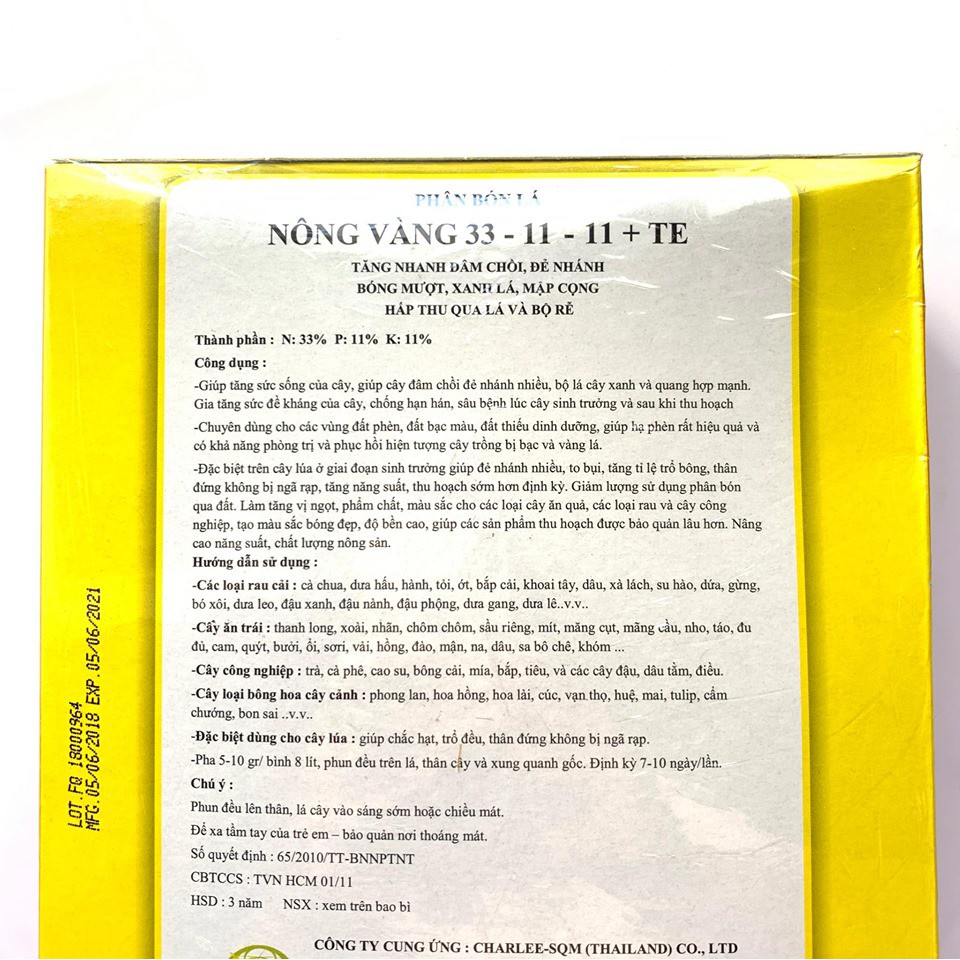 PHÂN BÓN LÁ
NÔNG VÀNG 33 - 11 - 11 + TE
TĂNG NHANH ĐÂM CHỒI, ĐẺ NHÁNH
BÓNG MƯỢT, XANH LÁ, MẬP CỌNG
HẤP THU QUA LÁ VÀ BỘ RỄ
Thành phần : N: 33% P: 11% K: 11%
Công dụng :
-Giúp tăng sức sống của cây, giúp cây đâm chồi đẻ nhánh nhiều, bộ lá cây xanh và quang hợp mạnh.
Gia tăng sức đề kháng của cây, chống hạn hán, sâu bệnh lúc cây sinh trưởng và sau khi thu hoạch
-Chuyên dùng cho các vùng đất phèn, đất bạc màu, đất thiếu dinh dưỡng, giúp hạ phèn rất hiệu quả và
có khả năng phòng trị và phục hồi hiện tượng cây trồng bị bạc và vàng lá.
-Đặc biệt trên cây lúa ở giai đoạn sinh trưởng giúp đẻ nhánh nhiều, to bụi, tăng tỉ lệ trổ bông, thân
đứng không bị ngã rạp, tăng năng suất, thu hoạch sớm hơn định kỳ. Giảm lượng sử dụng phân bón
qua đất. Làm tăng vị ngọt, phẩm chất, màu sắc cho các loại cây ăn quả, các loại rau và cây công
nghiệp, tạo màu sắc bóng đẹp, độ bền cao, giúp các sản phẩm thu hoạch được bảo quản lâu hơn. Nâng
cao năng suất, chất lượng nông sản.
Hướng dẫn sử dụng :
-Các loại rau cải : cà chua, dưa hấu, hành, tỏi, ớt, bắp cải, khoai tây, dâu, xà lách, su hào, dứa, gừng,
bó xôi, dưa leo, đậu xanh, đậu nành, đậu phộng, dưa gang, dưa lê..v.v..
-Cây ăn trái : thanh long, xoài, nhãn, chôm chôm, sầu riêng, mít, măng cụt, mãng cầu, nho, táo, đu
đủ, cam, quýt, bưởi, ổi, sơri, vải, hồng, đào, mận, na, dâu, sa bô chê, khóm ...
-Cây công nghiệp : trà, cà phê, cao su, bông cải, mía, bắp, tiêu, và các cây đậu, dâu tằm, điều.
-Cây loại bông hoa cây cảnh : phong lan, hoa hồng, hoa lài, cúc, vạn thọ, huệ, mai, tulip, cẩm
chướng, bon sai ..v.v..
-Đặc biệt dùng cho cây lúa : giúp chắc hạt, trổ đều, thân đứng không bị ngã rạp.
-Pha 5-10 gr/ bình 8 lít, phun đều trên lá, thân cây và xung quanh gốc. Định kỳ 7-10 ngày/lần.
Chú ý :
Phun đều lên thân, lá cây vào sáng sớm hoặc chiều mát.
Để xa tầm tay của trẻ em – bảo quản nơi thoáng mát.
Số quyết định : 65/2010/TT-BNNPTNT
CBTCCS : TVN HCM 01/11
HSD : 3 năm NSX : xem trên bao bì
CÔNG TY CUNG ỨNG : CHARLEE-SQM (THAILAND) CO., LTD
LOT.FQ 18000964
MFG.05/06/2018 EXP.05/06/2021